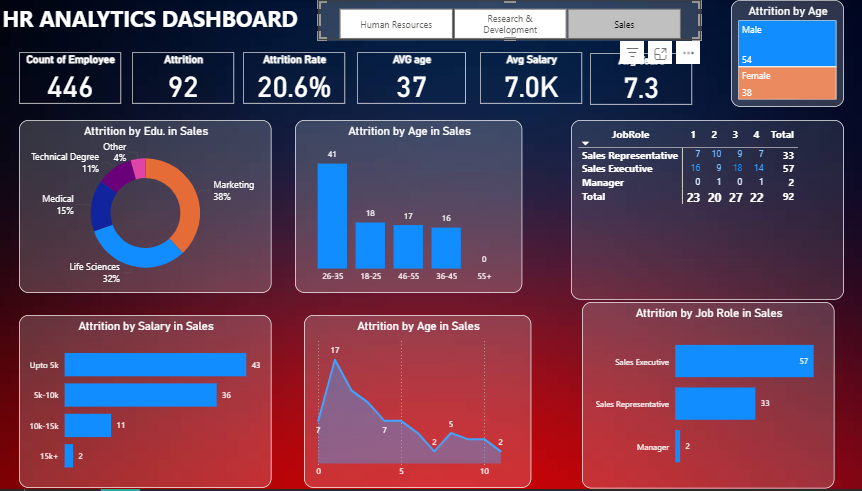 HR ANALYTICS DASHBOARD
Human Resources
Research &
Development
Sales
Attrition by Age
Male
54
Female
38
Count of Employee
446
Attrition
92
Attrition Rate
20.6%
AVG age
37
Avg Salary
7.0K
7.3
Attrition by Edu. in Sales
Other
4%
Technical Degree
11%
Medical
15%
Marketing
38%
Life Sciences
32%
Attrition by Age in Sales
41
18
17
16
0
26-35 18-25 46-55 36-45 55+
JobRole 1 2 3 4 Total
Sales Representative 7 10 9 7 33
Sales Executive 16 9 18 14 57
Manager 0 1 0 1 2
Total 23 20 27 22 92
Attrition by Salary in Sales
Upto 5k 43
5k-10k 36
10k-15k 11
15k+ 2
Attrition by Age in Sales
17
7
7
2
5
2
0 5 10
Attrition by Job Role in Sales
Sales Executive 57
Sales Representative 33
Manager 2